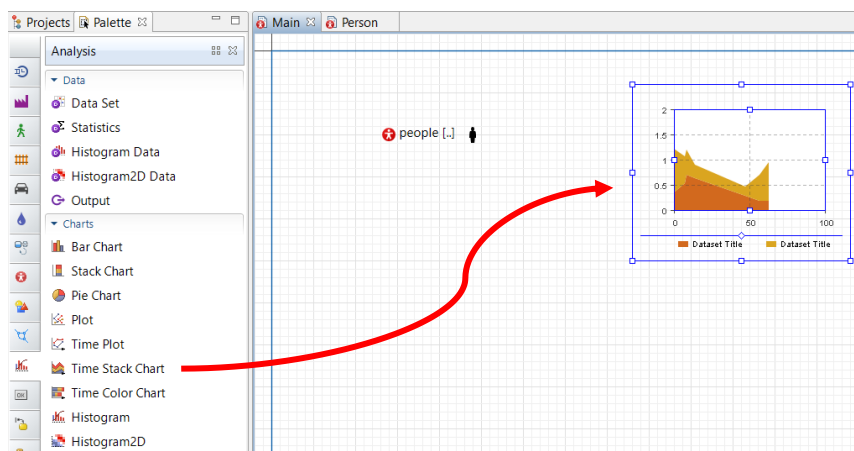 Projects Palette
Main Person
Analysis
Data
Data Set
Statistics
Histogram Data
Histogram2D Data
Output
Charts
Bar Chart
Stack Chart
Pie Chart
Plot
Time Plot
Time Stack Chart
Time Color Chart
Histogram
Histogram2D
OK
people [..]
2
1.5
1
0.5
0
0 50 100
Dataset Title Dataset Title